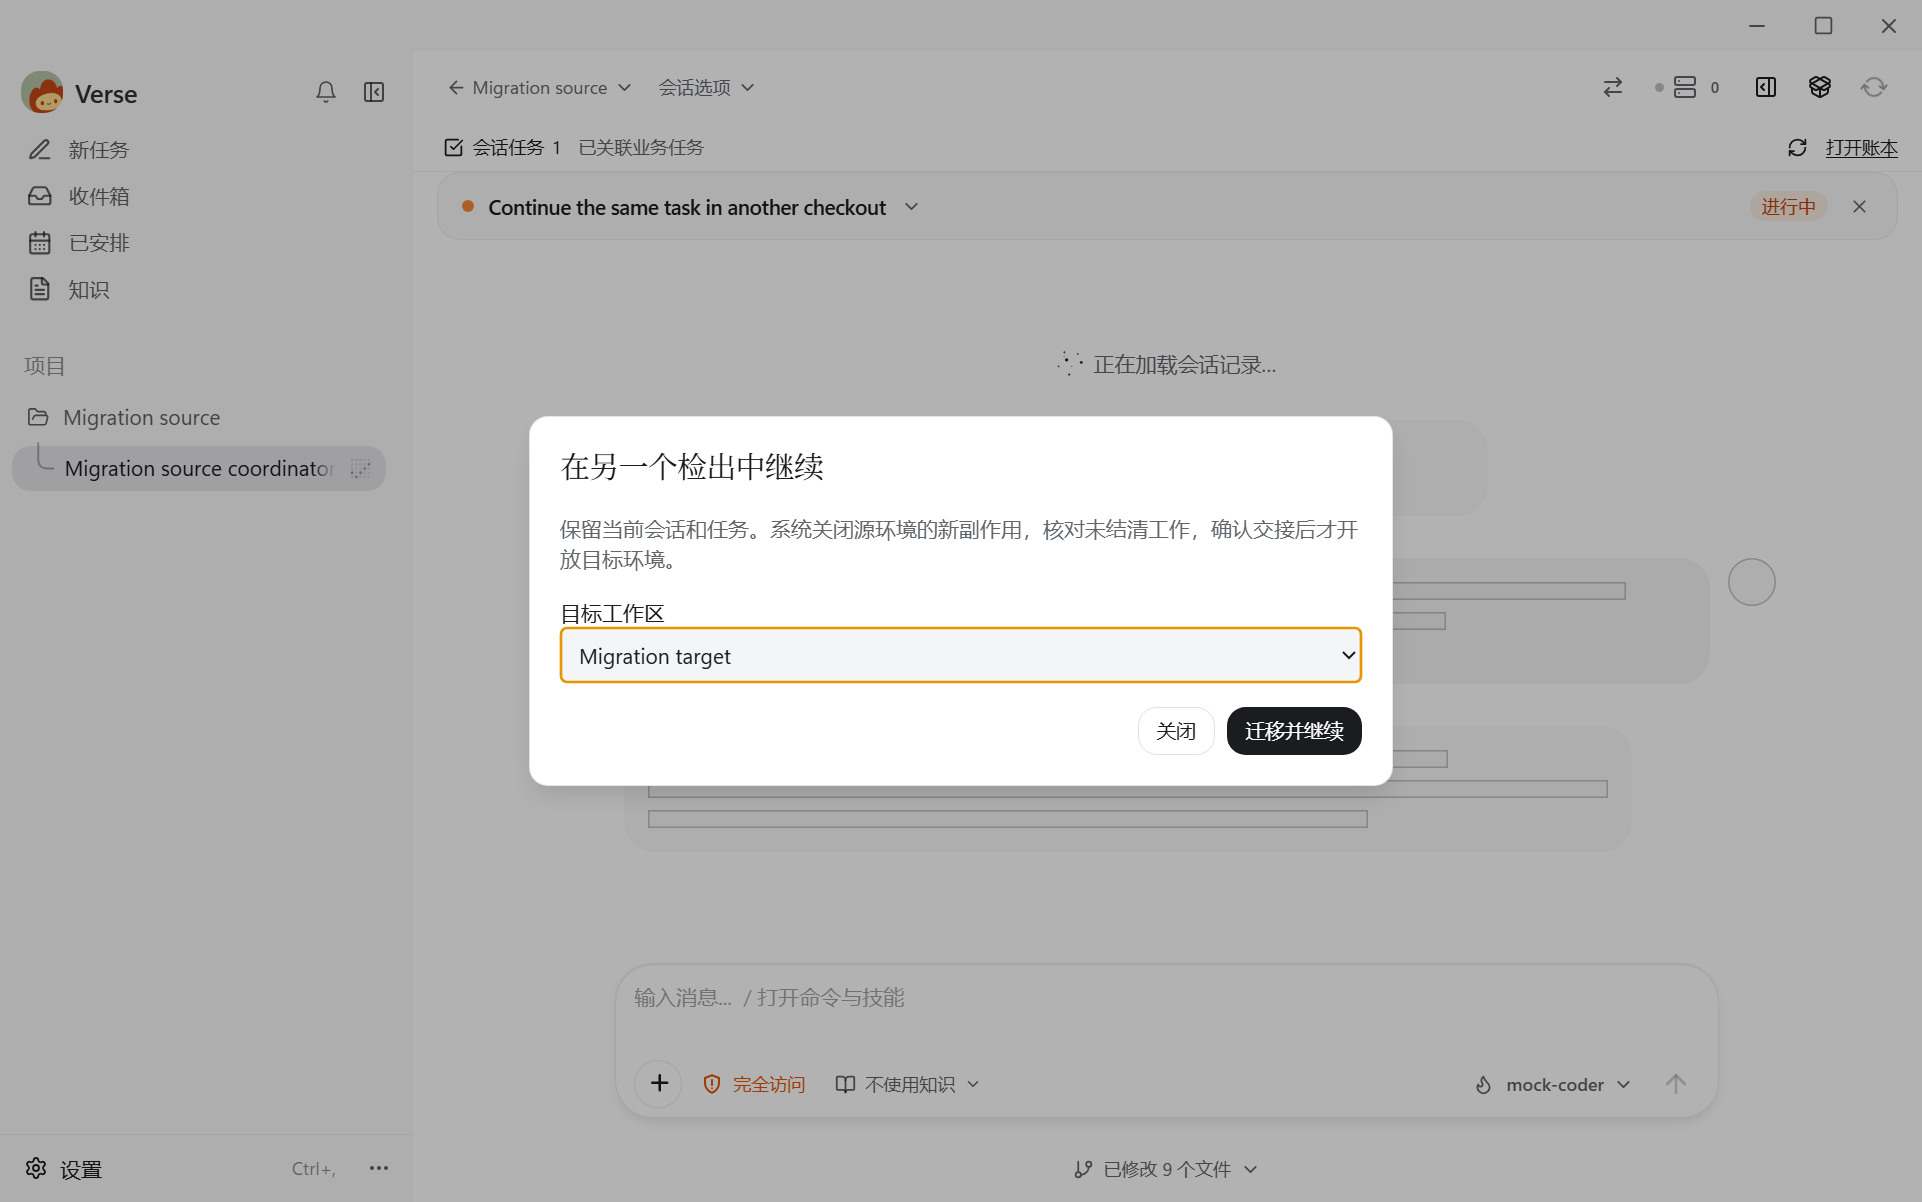 Verse
新任务
收件箱
已安排
知识
项目
Migration source
Migration source coordinator
设置
Ctrl+,
Migration source
会话选项
0
会话任务 1
已关联业务任务
打开账本
Continue the same task in another checkout
进行中
正在加载会话记录...
在另一个检出中继续
保留当前会话和任务。系统关闭源环境的新副作用，核对未结清工作，确认交接后才开
放目标环境。
目标工作区
Migration target
关闭
迁移并继续
输入消息... / 打开命令与技能
完全访问
不使用知识
mock-coder
已修改 9 个文件